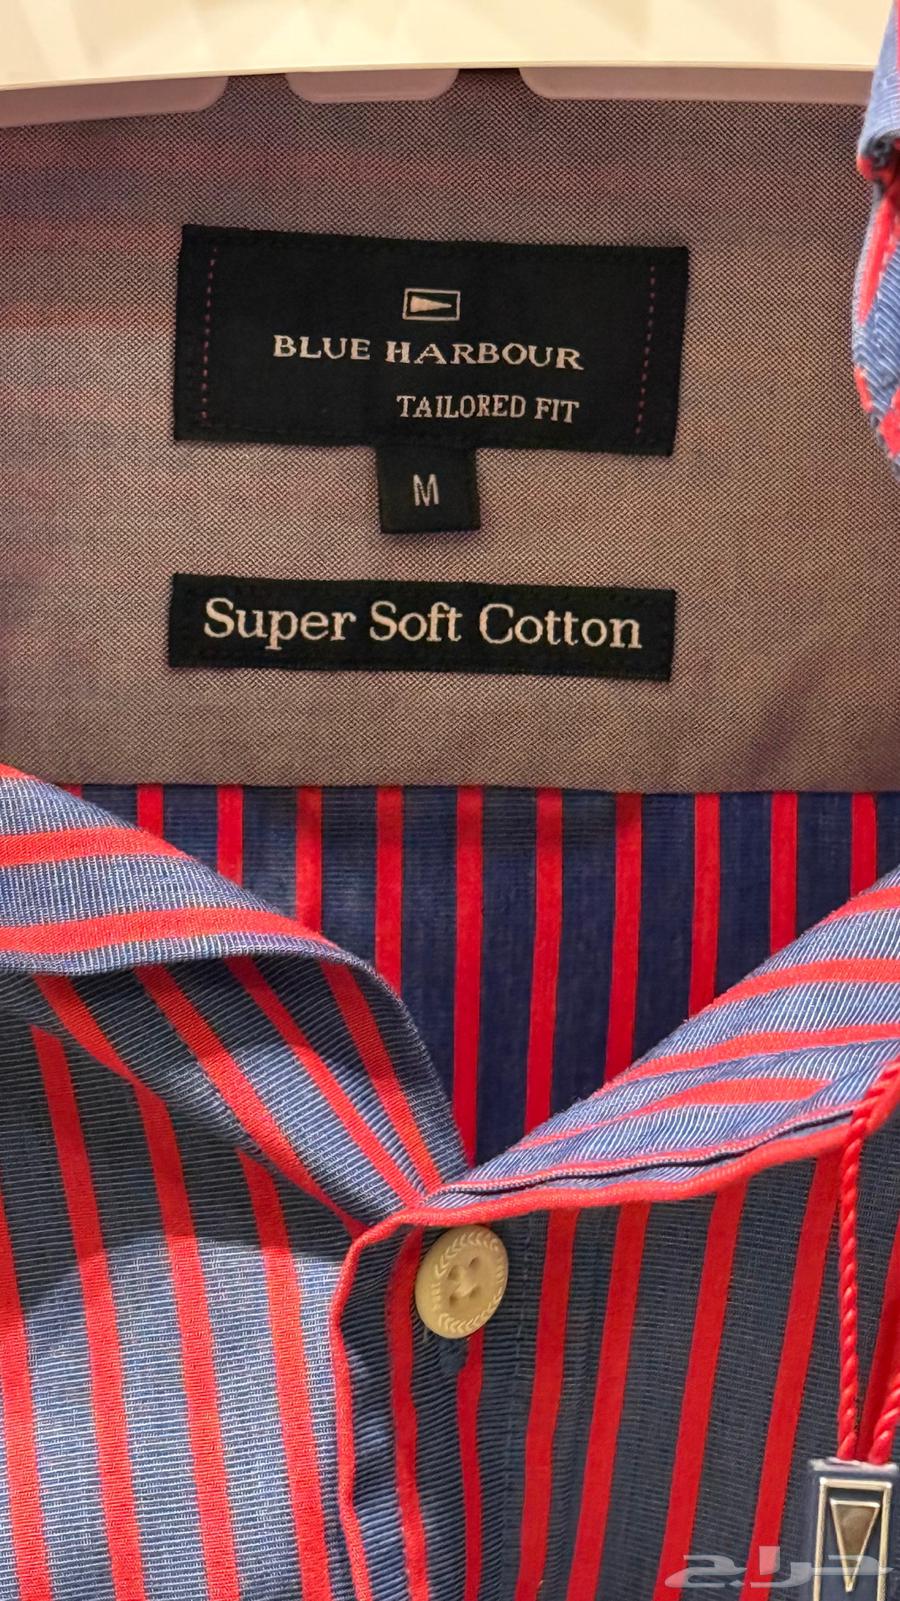 BLUE HARBOUR
TAILORED FIT
M
Super Soft Cotton
حراج